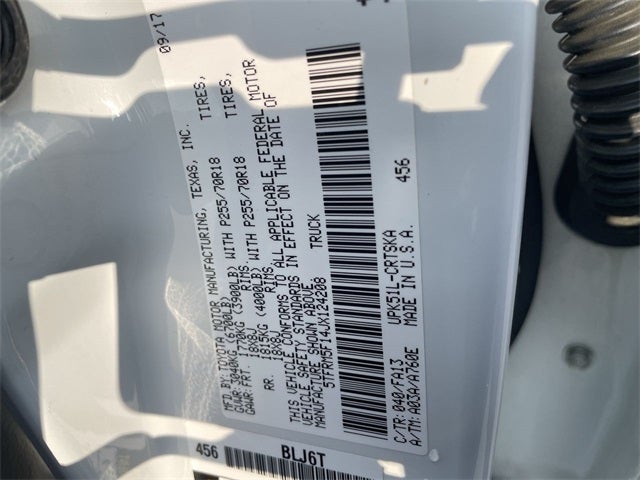 MFD BY TOYOTA MOTOR MANUFACTURING, TEXAS, INC. 09/17
GVWR 3040KG (6700LB)
GAWR: FRT. 1770KG (3900LB) WITH P255/70R18 TIRES,
18X8J RIMS
RR. 1815KG (4000LB) WITH P255/70R18 TIRES,
18X8J RIMS
THIS VEHICLE CONFORMS TO ALL APPLICABLE FEDERAL MOTOR
VEHICLE SAFETY STANDARDS IN EFFECT ON THE DATE OF
MANUFACTURE SHOWN ABOVE.
5TFRM5F14JX124208 TRUCK
C/TR: 040/FA13 UPK51L-CRTSKA 456
A/TM: A03A/A760E MADE IN U.S.A.
456
BLJ6T